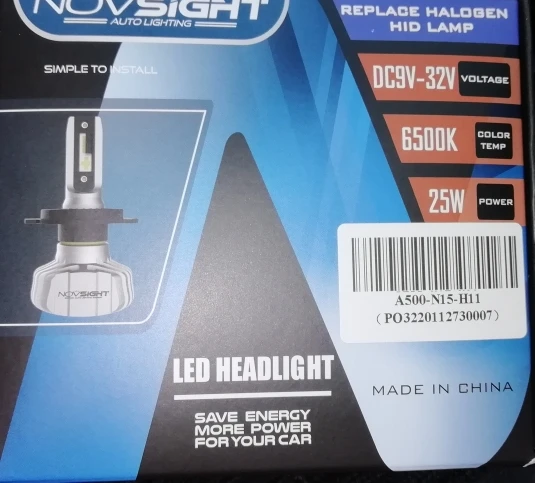 NOVSIGHT
AUTO LIGHTING
SIMPLE TO INSTALL
REPLACE HALOGEN
HID LAMP
DC9V-32V VOLTAGE
6500K COLOR TEMP
25W POWER
NOVSIGHT
A500-N15-H11
( PO3220112730007 )
LED HEADLIGHT
MADE IN CHINA
SAVE ENERGY
MORE POWER
FOR YOUR CAR